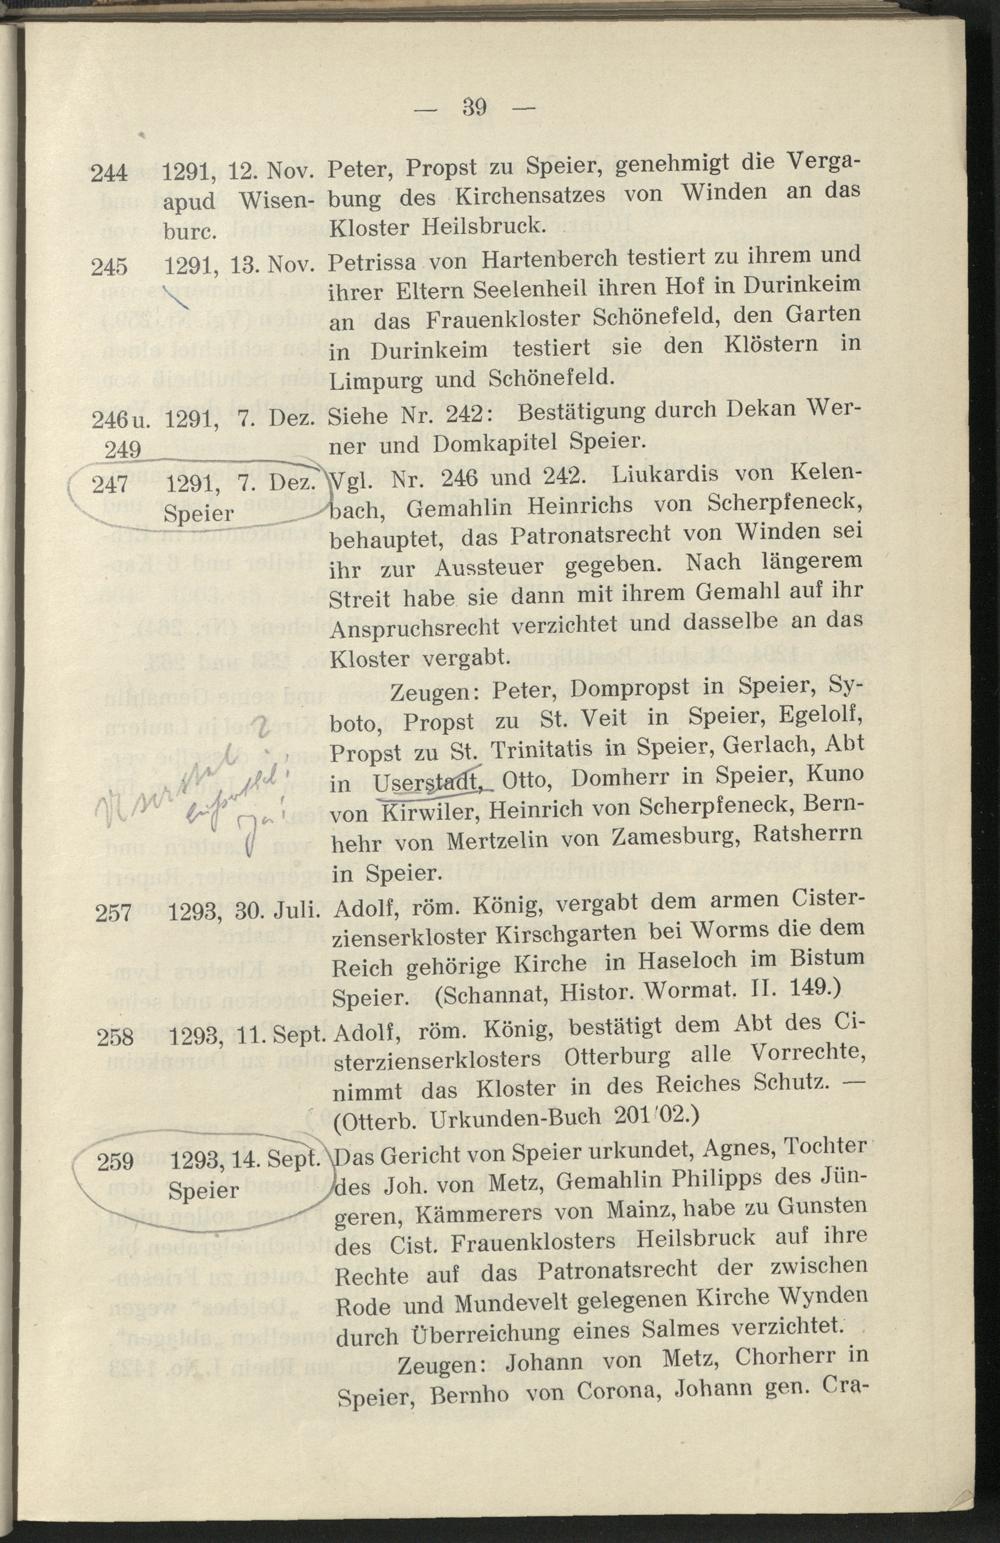 — 39 —
244 1291, 12. Nov. Peter, Propst zu Speier, genehmigt die Verga-
apud Wisen- bung des Kirchensatzes von Winden an das
burc. Kloster Heilsbruck.
245 1291, 13. Nov. Petrissa von Hartenberch testiert zu ihrem und
ihrer Eltern Seelenheil ihren Hof in Durinkeim
an das Frauenkloster Schönefeld, den Garten
in Durinkeim testiert sie den Klöstern in
Limpurg und Schönefeld.
246 u. 1291, 7. Dez. Siehe Nr. 242: Bestätigung durch Dekan Wer-
249 ner und Domkapitel Speier.
247 1291, 7. Dez. Vgl. Nr. 246 und 242. Liukardis von Kelen-
Speier bach, Gemahlin Heinrichs von Scherpfeneck,
behauptet, das Patronatsrecht von Winden sei
ihr zur Aussteuer gegeben. Nach längerem
Streit habe sie dann mit ihrem Gemahl auf ihr
Anspruchsrecht verzichtet und dasselbe an das
Kloster vergabt.
Zeugen: Peter, Dompropst in Speier, Sy-
boto, Propst zu St. Veit in Speier, Egelolf,
Propst zu St. Trinitatis in Speier, Gerlach, Abt
in Userstadt, Otto, Domherr in Speier, Kuno
von Kirwiler, Heinrich von Scherpfeneck, Bern-
hehr von Mertzelin von Zamesburg, Ratsherrn
in Speier.
Userstal ?
ja!
257 1293, 30. Juli. Adolf, röm. König, vergabt dem armen Cister-
zienserkloster Kirschgarten bei Worms die dem
Reich gehörige Kirche in Haseloch im Bistum
Speier. (Schannat, Histor. Wormat. II. 149.)
258 1293, 11. Sept. Adolf, röm. König, bestätigt dem Abt des Ci-
sterzienserklosters Otterburg alle Vorrechte,
nimmt das Kloster in des Reiches Schutz. —
(Otterb. Urkunden-Buch 201'02.)
259 1293, 14. Sept. Das Gericht von Speier urkundet, Agnes, Tochter
Speier des Joh. von Metz, Gemahlin Philipps des Jün-
geren, Kämmerers von Mainz, habe zu Gunsten
des Cist. Frauenklosters Heilsbruck auf ihre
Rechte auf das Patronatsrecht der zwischen
Rode und Mundevelt gelegenen Kirche Wynden
durch Überreichung eines Salmes verzichtet.
Zeugen: Johann von Metz, Chorherr in
Speier, Bernho von Corona, Johann gen. Cra-